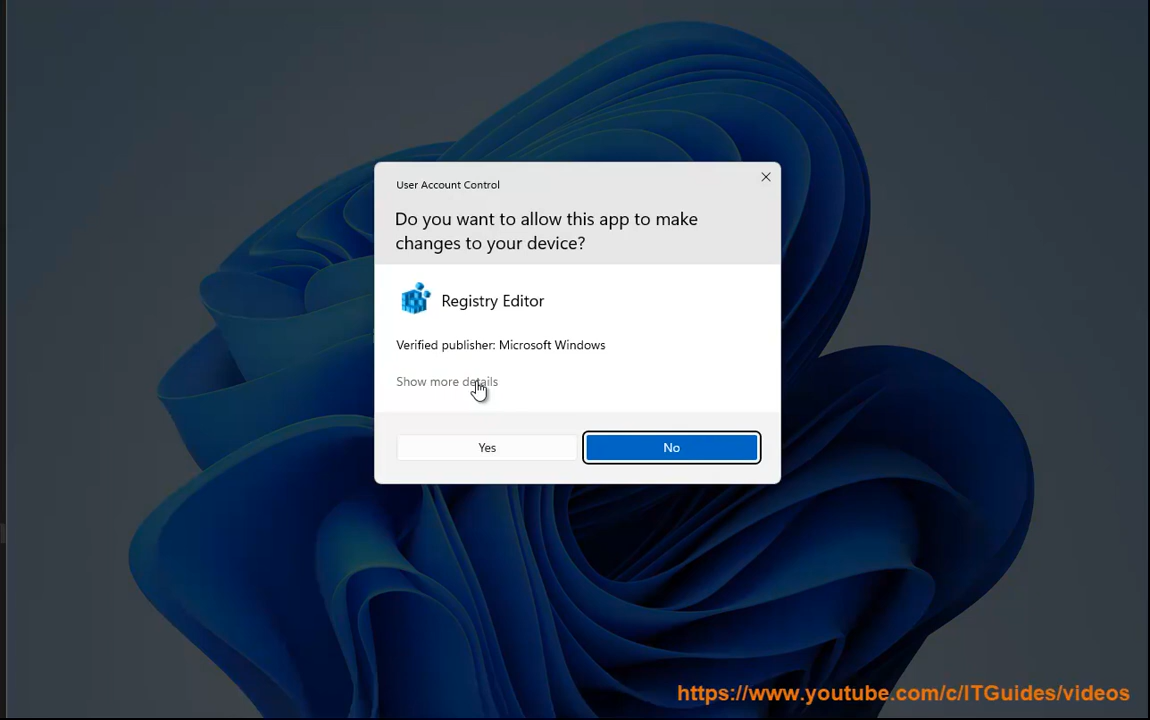 User Account Control
Do you want to allow this app to make
changes to your device?
Registry Editor
Verified publisher: Microsoft Windows
Show more details
Yes
No
https://www.youtube.com/c/ITGuides/videos